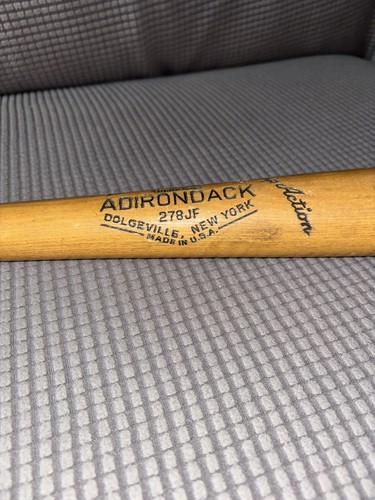 ADIRONDACK
278JF
DOLGEVILLE, NEW YORK
MADE IN U.S.A.
Action